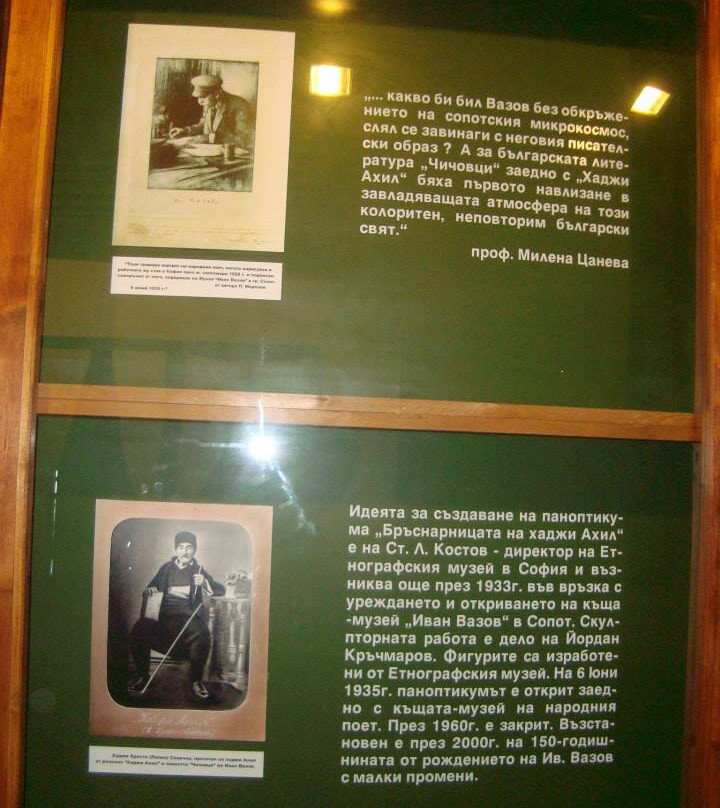 „... какво би бил Вазов без обкръже-
нието на сопотския микрокосмос,
слял се завинаги с неговия писател-
ски образ ? А за българската лите-
ратура „Чичовци“ заедно с „Хаджи
Ахил“ бяха първото навлизане в
завладяващата атмосфера на този
колоритен, неповторим български
свят.“
проф. Милена Цанева
Идеята за създаване на паноптику-
ма „Бръснарницата на хаджи Ахил“
е на Ст. Л. Костов - директор на Ет-
нографския музей в София и въз-
никва още през 1933г. във връзка с
уреждането и откриването на къща
-музей „Иван Вазов“ в Сопот. Скул-
пторната работа е дело на Йордан
Кръчмаров. Фигурите са изработе-
ни от Етнографския музей. На 6 Юни
1935г. паноптикумът е открит заед-
но с къщата-музей на народния
поет. През 1960г. е закрит. Възста-
новен е през 2000г. на 150-годиш-
нината от рождението на Ив. Вазов
с малки промени.